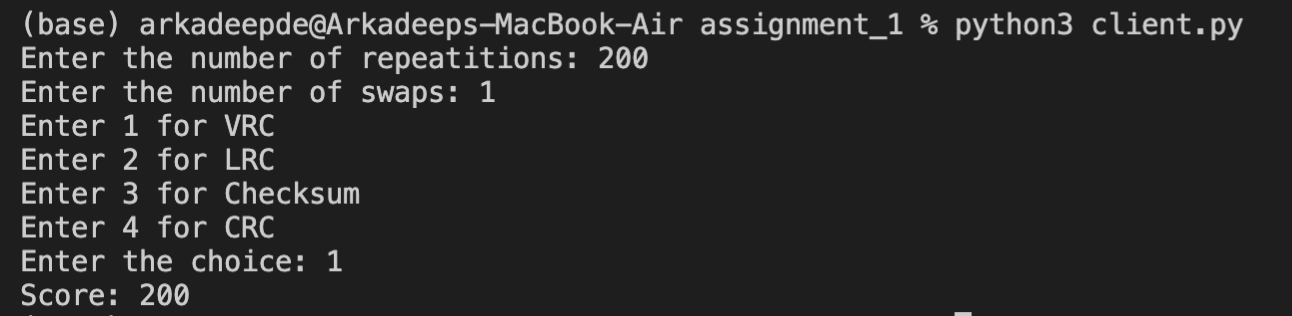 (base) arkadeepde@Arkadeeps-MacBook-Air assignment_1 % python3 client.py
Enter the number of repeatitions: 200
Enter the number of swaps: 1
Enter 1 for VRC
Enter 2 for LRC
Enter 3 for Checksum
Enter 4 for CRC
Enter the choice: 1
Score: 200